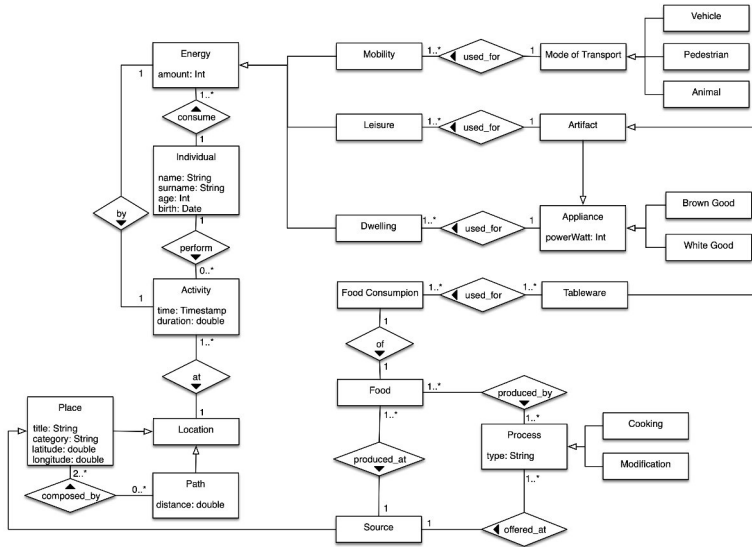 Energy
amount: Int
1
1..*
consume
1
Individual
name: String
surname: String
age: Int
birth: Date
1
by
perform
0..*
1
Activity
time: Timestamp
duration: double
1..*
at
1
Location
Place
title: String
category: String
latitude: double
longitude: double
2..*
composed_by
0..*
Path
distance: double
Mobility
1..*
used_for
1
Mode of Transport
Vehicle
Pedestrian
Animal
Leisure
1..*
used_for
1
Artifact
Dwelling
1..*
used_for
1
Appliance
powerWatt: Int
Brown Good
White Good
Food Consumpion
1..*
used_for
1..*
Tableware
1
of
1
Food
1..*
produced_by
1..*
1..*
Process
type: String
Cooking
Modification
produced_at
1..*
1
Source
1
offered_at